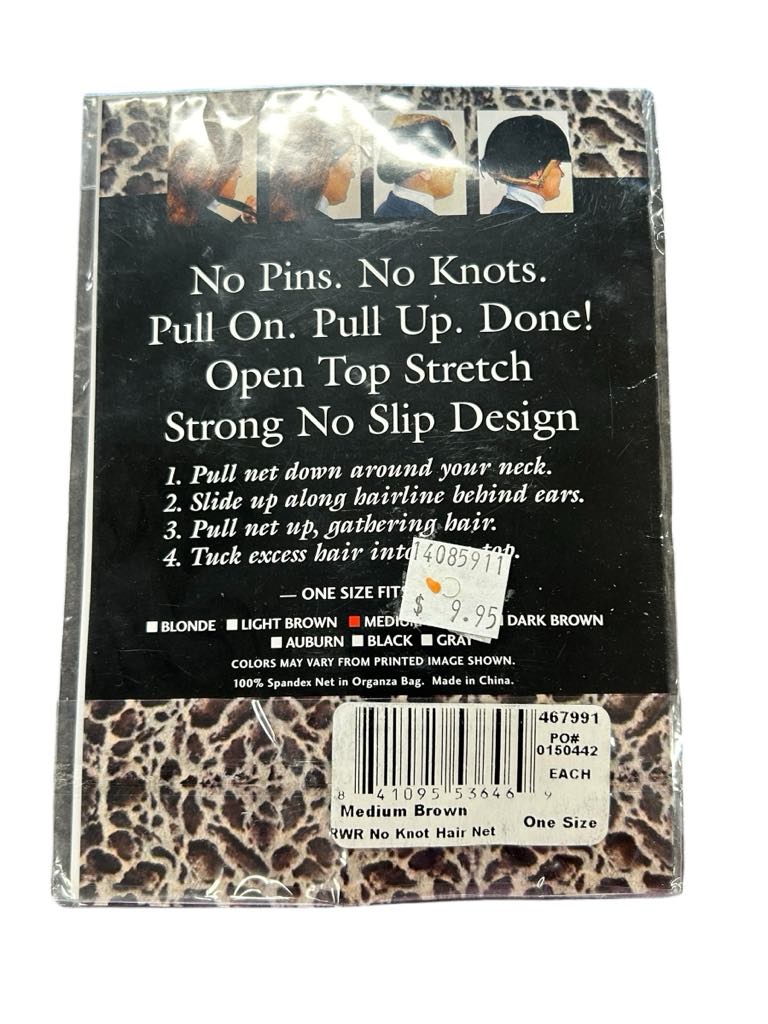 No Pins. No Knots.
Pull On. Pull Up. Done!
Open Top Stretch
Strong No Slip Design
1. Pull net down around your neck.
2. Slide up along hairline behind ears.
3. Pull net up, gathering hair.
4. Tuck excess hair into top.
14085911
$ 9.95
— ONE SIZE FITS
BLONDE LIGHT BROWN DARK BROWN
AUBURN BLACK GRAY
COLORS MAY VARY FROM PRINTED IMAGE SHOWN.
100% Spandex Net in Organza Bag. Made in China.
467991
PO#
0150442
EACH
8 41095 53646 9
Medium Brown
RWR No Knot Hair Net
One Size